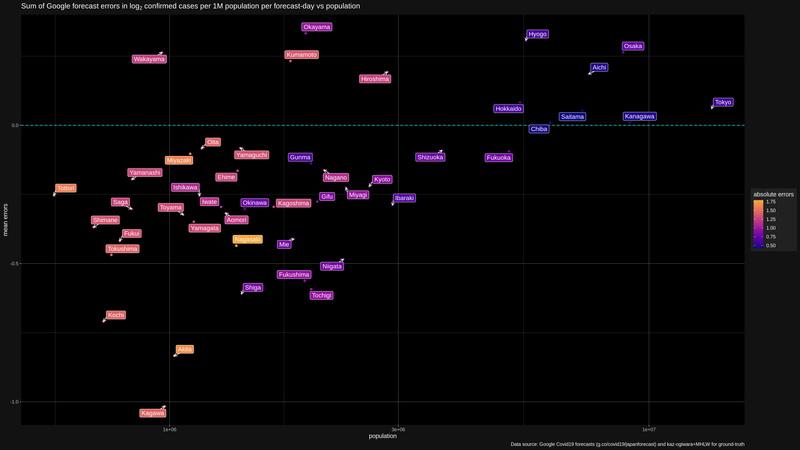 Sum of Google forecast errors in log2 confirmed cases per 1M population per forecast-day vs population
Okayama
Hyogo
Osaka
Wakayama
Kumamoto
Aichi
Hiroshima
Tokyo
Hokkaido
Saitama
Kanagawa
0.0
Chiba
Oita
Miyazaki
Yamaguchi
Gunma
Shizuoka
Fukuoka
Yamanashi
Ehime
Nagano
Kyoto
Tottori
Ishikawa
Saga
Iwate
Okinawa
Kagoshima
Gifu
Miyagi
Ibaraki
Toyama
Shimane
Aomori
Yamagata
Fukui
Nagasaki
Mie
Tokushima
-0.5
Niigata
Fukushima
Shiga
Tochigi
Kochi
Akita
-1.0
Kagawa
mean errors
1e+06
3e+06
1e+07
population
absolute errors
1.75
1.50
1.25
1.00
0.75
0.50
Data source: Google Covid19 forecasts (g.co/covid19/japanforecast) and kaz-ogiwara+MHLW for ground-truth